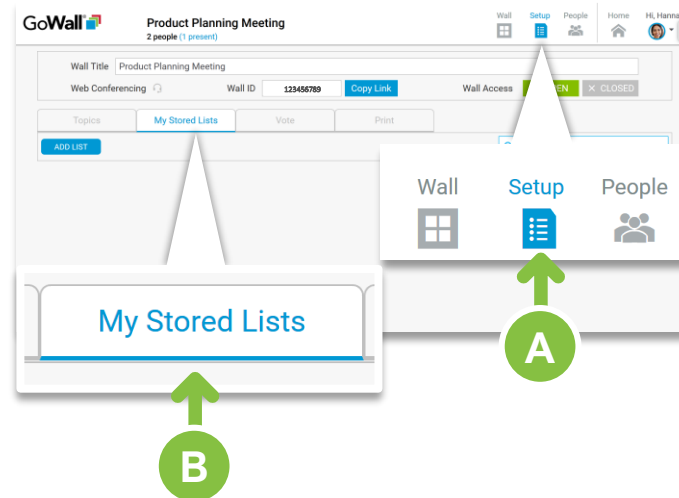 GoWall
Product Planning Meeting
2 people (1 present)
Wall Setup People Home Hi, Hanna
Wall Title Product Planning Meeting
Web Conferencing Wall ID 123456789 Copy Link Wall Access × CLOSED
Topics My Stored Lists Vote Print
ADD LIST
Wall Setup People
My Stored Lists
A
B